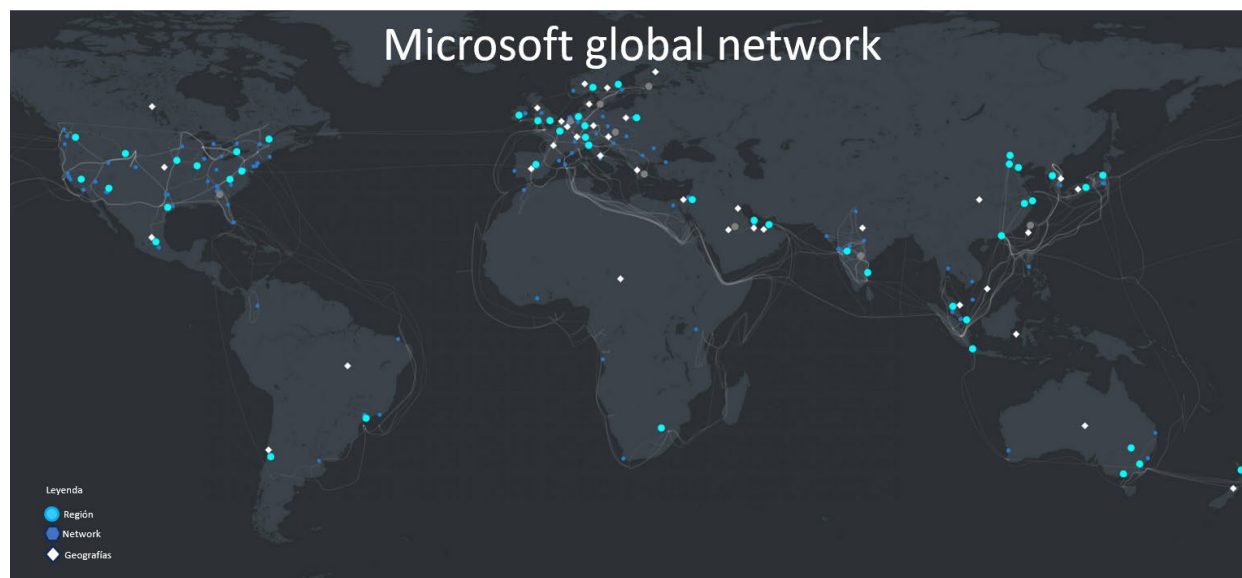 Microsoft global network
Leyenda
Región
Network
Geografías